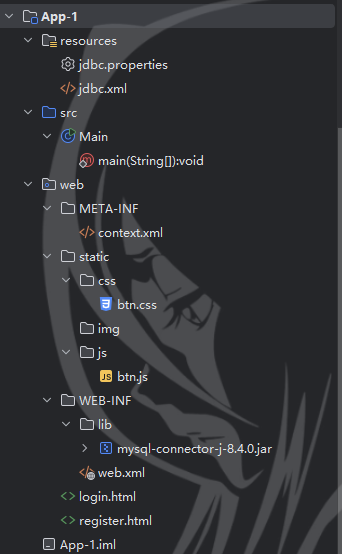 App-1
resources
jdbc.properties
jdbc.xml
src
Main
main(String[]):void
web
META-INF
context.xml
static
css
btn.css
img
js
JS btn.js
WEB-INF
lib
mysql-connector-j-8.4.0.jar
web.xml
login.html
register.html
App-1.iml